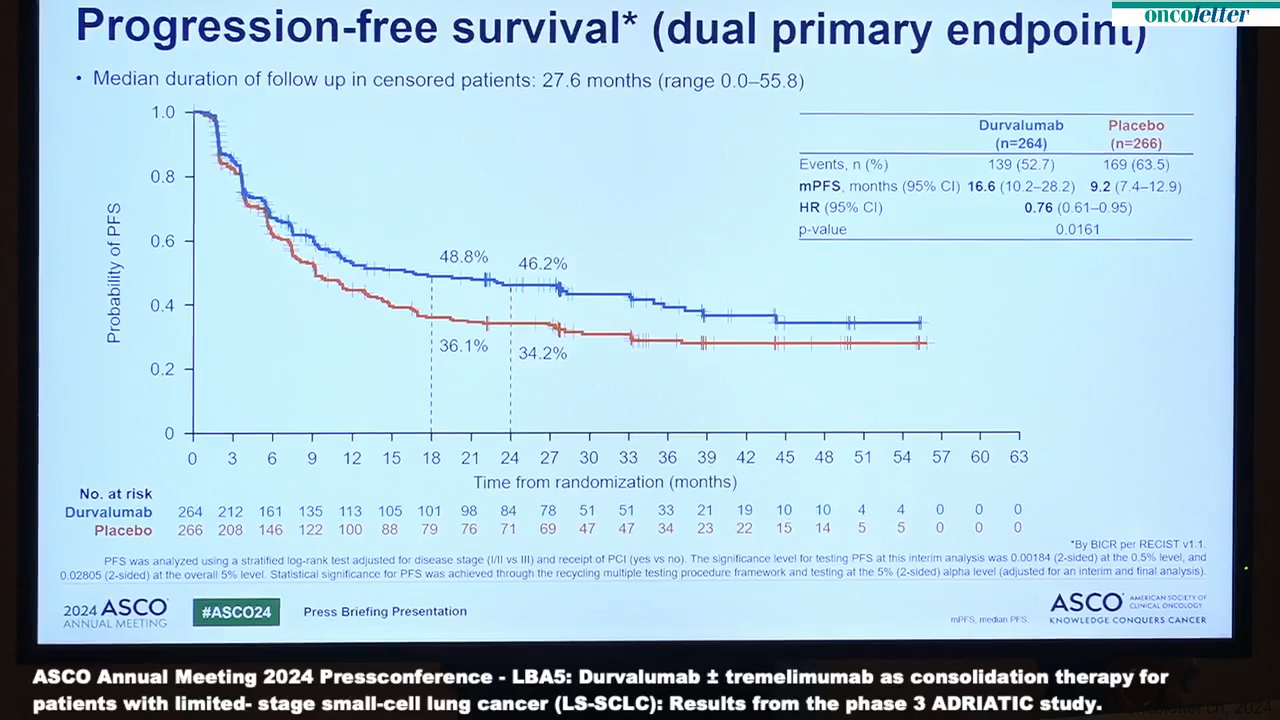 Progression-free survival* (dual primary endpoint)
oncoletter
• Median duration of follow up in censored patients: 27.6 months (range 0.0–55.8)
Durvalumab Placebo
(n=264) (n=266)
Events, n (%) 139 (52.7) 169 (63.5)
mPFS, months (95% CI) 16.6 (10.2–28.2) 9.2 (7.4–12.9)
HR (95% CI) 0.76 (0.61–0.95)
p-value 0.0161
Probability of PFS
1.0
0.8
0.6
0.4
0.2
0
48.8% 46.2%
36.1% 34.2%
0 3 6 9 12 15 18 21 24 27 30 33 36 39 42 45 48 51 54 57 60 63
Time from randomization (months)
No. at risk
Durvalumab 264 212 161 135 113 105 101 98 84 78 51 51 33 21 19 10 10 4 4 0 0 0
Placebo 266 208 146 122 100 88 79 76 71 69 47 47 34 23 22 15 14 5 5 0 0 0
*By BICR per RECIST v1.1.
PFS was analyzed using a stratified log-rank test adjusted for disease stage (I/II vs III) and receipt of PCI (yes vs no). The significance level for testing PFS at this interim analysis was 0.00184 (2-sided) at the 0.5% level, and
0.02805 (2-sided) at the overall 5% level. Statistical significance for PFS was achieved through the recycling multiple testing procedure framework and testing at the 5% (2-sided) alpha level (adjusted for an interim and final analysis).
2024 ASCO
ANNUAL MEETING
#ASCO24
Press Briefing Presentation
mPFS, median PFS.
ASCO AMERICAN SOCIETY OF
CLINICAL ONCOLOGY
KNOWLEDGE CONQUERS CANCER
ASCO Annual Meeting 2024 Pressconference - LBA5: Durvalumab ± tremelimumab as consolidation therapy for
patients with limited- stage small-cell lung cancer (LS-SCLC): Results from the phase 3 ADRIATIC study.